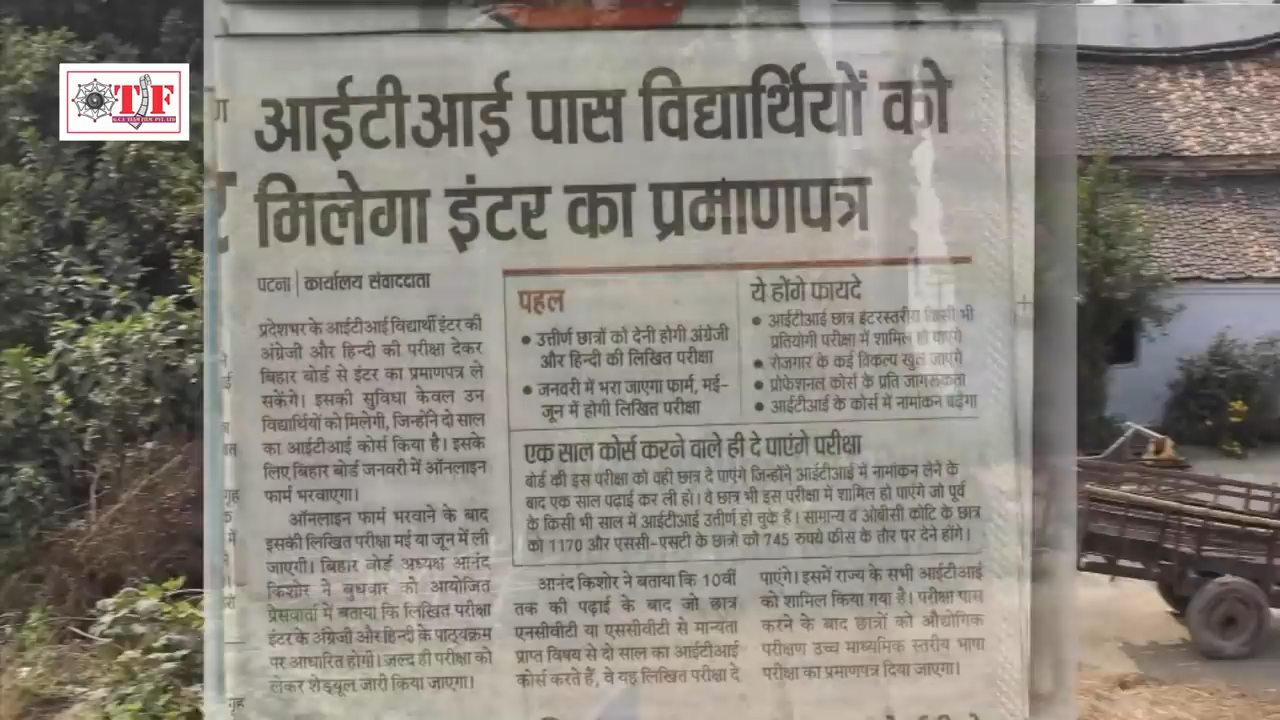 OTJF
आईटीआई पास विद्यार्थियों को
मिलेगा इंटर का प्रमाणपत्र
पटना | कार्यालय संवाददाता
प्रदेशभर के आईटीआई विद्यार्थी इंटर की
अंग्रेजी और हिन्दी की परीक्षा देकर
बिहार बोर्ड से इंटर का प्रमाणपत्र ले
सकेंगे। इसकी सुविधा केवल उन
विद्यार्थियों को मिलेगी, जिन्होंने दो साल
का आईटीआई कोर्स किया है। इसके
लिए बिहार बोर्ड जनवरी में ऑनलाइन
फार्म भरवाएगा।
ऑनलाइन फार्म भरवाने के बाद
इसकी लिखित परीक्षा मई या जून में ली
जाएगी। बिहार बोर्ड अध्यक्ष आनंद
किशोर ने बुधवार को आयोजित
प्रेसवार्ता में बताया कि लिखित परीक्षा
इंटर के अंग्रेजी और हिन्दी के पाठ्यक्रम
पर आधारित होगी। जल्द ही परीक्षा को
लेकर शेड्यूल जारी किया जाएगा।
पहल
• उत्तीर्ण छात्रों को देनी होगी अंग्रेजी
और हिन्दी की लिखित परीक्षा
• जनवरी में भरा जाएगा फार्म, मई-
जून में होगी लिखित परीक्षा
ये होंगे फायदे
• आईटीआई छात्र इंटरस्तरीय किसी भी
प्रतियोगी परीक्षा में शामिल हो पाएंगे
• रोजगार के कई विकल्प खुल जाएंगे
• प्रोफेशनल कोर्स के प्रति जागरूकता
• आईटीआई के कोर्स में नामांकन बढ़ेगा
एक साल कोर्स करने वाले ही दे पाएंगे परीक्षा
बोर्ड की इस परीक्षा को वही छात्र दे पाएंगे जिन्होंने आईटीआई में नामांकन लेने के
बाद एक साल पढ़ाई कर ली हो। वे छात्र भी इस परीक्षा में शामिल हो पाएंगे जो पूर्व
के किसी भी साल में आईटीआई उतीर्ण हो चुके हैं। सामान्य व ओबीसी कोटि के छात्र
को 1170 और एससी-एसटी के छात्रों को 745 रुपये फीस के तौर पर देने होंगे।
आनंद किशोर ने बताया कि 10वीं
तक की पढ़ाई के बाद जो छात्र
एनसीवीटी या एससीवीटी से मान्यता
प्राप्त विषय से दो साल का आईटीआई
कोर्स करते हैं, वे यह लिखित परीक्षा दे
पाएंगे। इसमें राज्य के सभी आईटीआई
को शामिल किया गया है। परीक्षा पास
करने के बाद छात्रों को औद्योगिक
परीक्षण उच्च माध्यमिक स्तरीय भाषा
परीक्षा का प्रमाणपत्र दिया जाएगा।